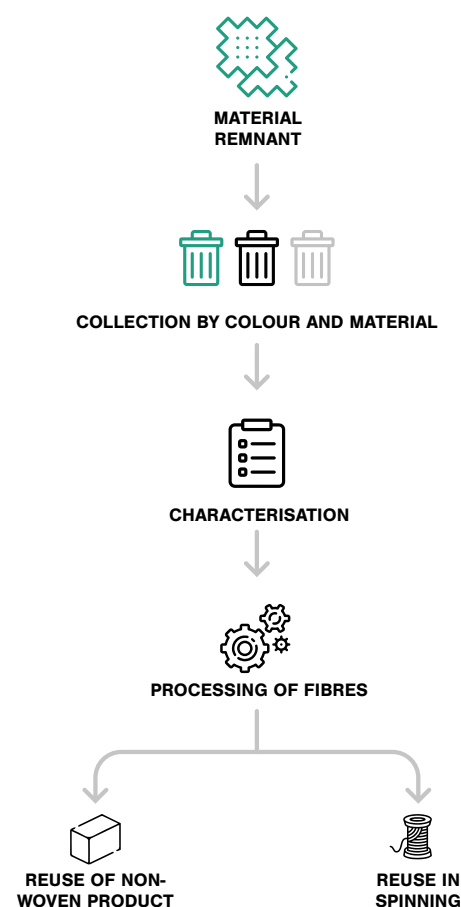 MATERIAL
REMNANT
COLLECTION BY COLOUR AND MATERIAL
CHARACTERISATION
PROCESSING OF FIBRES
REUSE OF NON-
WOVEN PRODUCT
REUSE IN
SPINNING